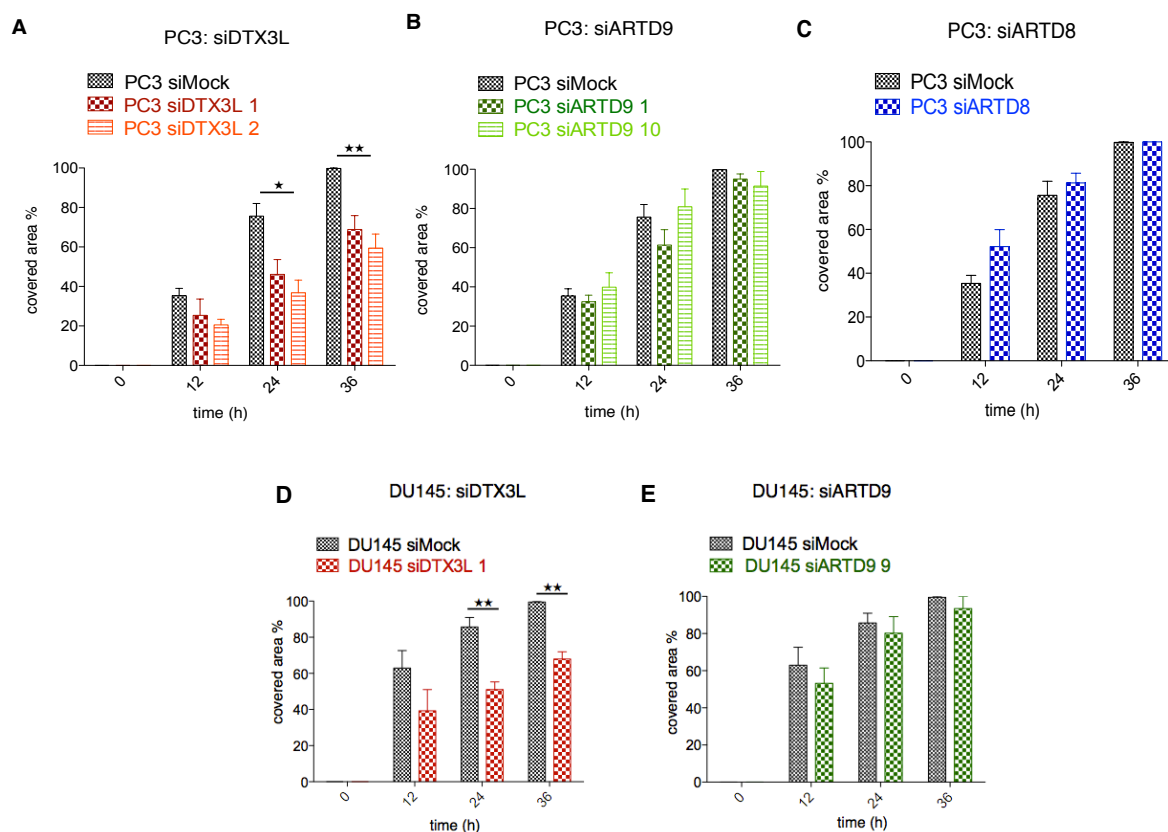 A
PC3: siDTX3L
PC3 siMock
PC3 siDTX3L 1
PC3 siDTX3L 2
covered area %
100
80
60
40
20
0
★
★★
0
12
24
36
time (h)
B
PC3: siARTD9
PC3 siMock
PC3 siARTD9 1
PC3 siARTD9 10
covered area %
100
80
60
40
20
0
0
12
24
36
time (h)
C
PC3: siARTD8
PC3 siMock
PC3 siARTD8
covered area %
100
80
60
40
20
0
0
12
24
36
time (h)
D
DU145: siDTX3L
DU145 siMock
DU145 siDTX3L 1
covered area %
100
80
60
40
20
0
★★
★★
0
12
24
36
time (h)
E
DU145: siARTD9
DU145 siMock
DU145 siARTD9 9
covered area %
100
80
60
40
20
0
0
12
24
36
time (h)